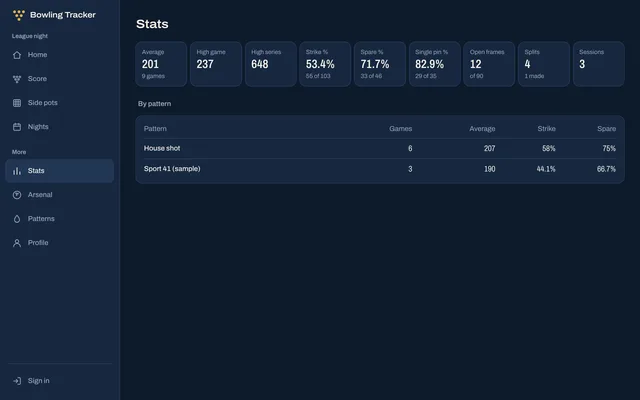 Bowling Tracker
League night
Home
Score
Side pots
Nights
More
Stats
Arsenal
Patterns
Profile
Sign in
Stats
Average
201
9 games
High game
237
High series
648
Strike %
53.4%
55 of 103
Spare %
71.7%
33 of 46
Single pin %
82.9%
29 of 35
Open frames
12
of 90
Splits
4
1 made
Sessions
3
By pattern
Pattern Games Average Strike Spare
House shot 6 207 58% 75%
Sport 41 (sample) 3 190 44.1% 66.7%